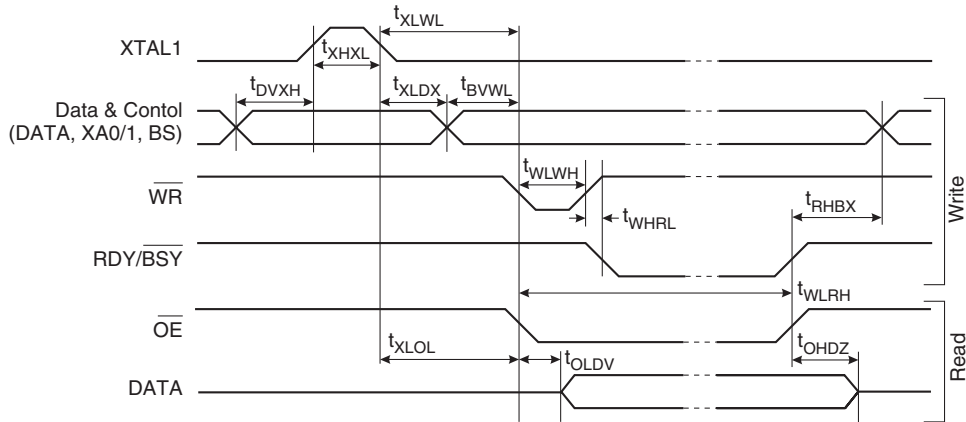 tXLWL
XTAL1
tXHXL
tDVXH
tXLDX
tBVWL
Data & Contol
(DATA, XA0/1, BS)
tWLWH
WR
tWHRL
tRHBX
Write
RDY/BSY
tWLRH
OE
tXLOL
tOLDV
tOHDZ
Read
DATA